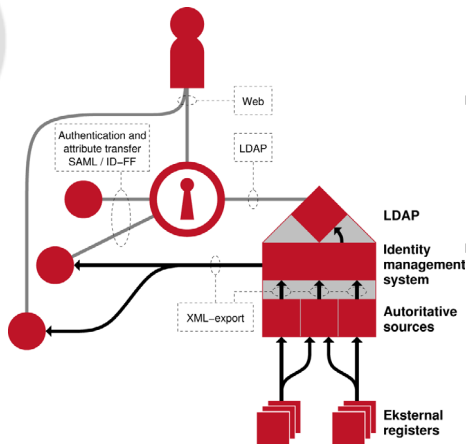 Web
Authentication and
attribute transfer
SAML / ID-FF
LDAP
LDAP
Identity
management
system
XML-export
Autoritative
sources
Eksternal
registers